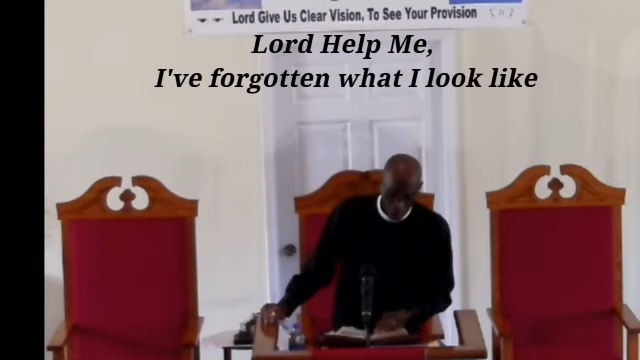 Lord Give Us Clear Vision, To See Your Provision
Lord Help Me,
I've forgotten what I look like